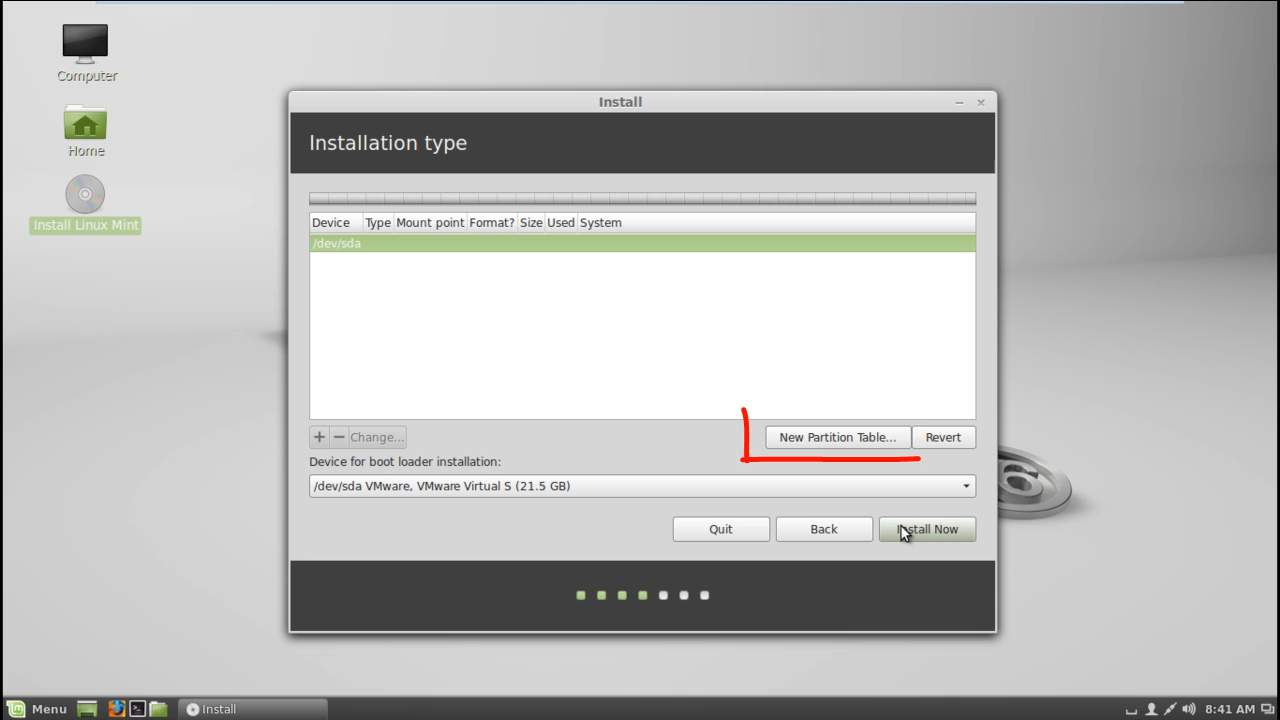 Computer
Home
Install Linux Mint
Install
Installation type
Device Type Mount point Format? Size Used System
/dev/sda
+ − Change... New Partition Table... Revert
Device for boot loader installation:
/dev/sda VMware, VMware Virtual S (21.5 GB)
Quit Back Install Now
Menu Install 8:41 AM